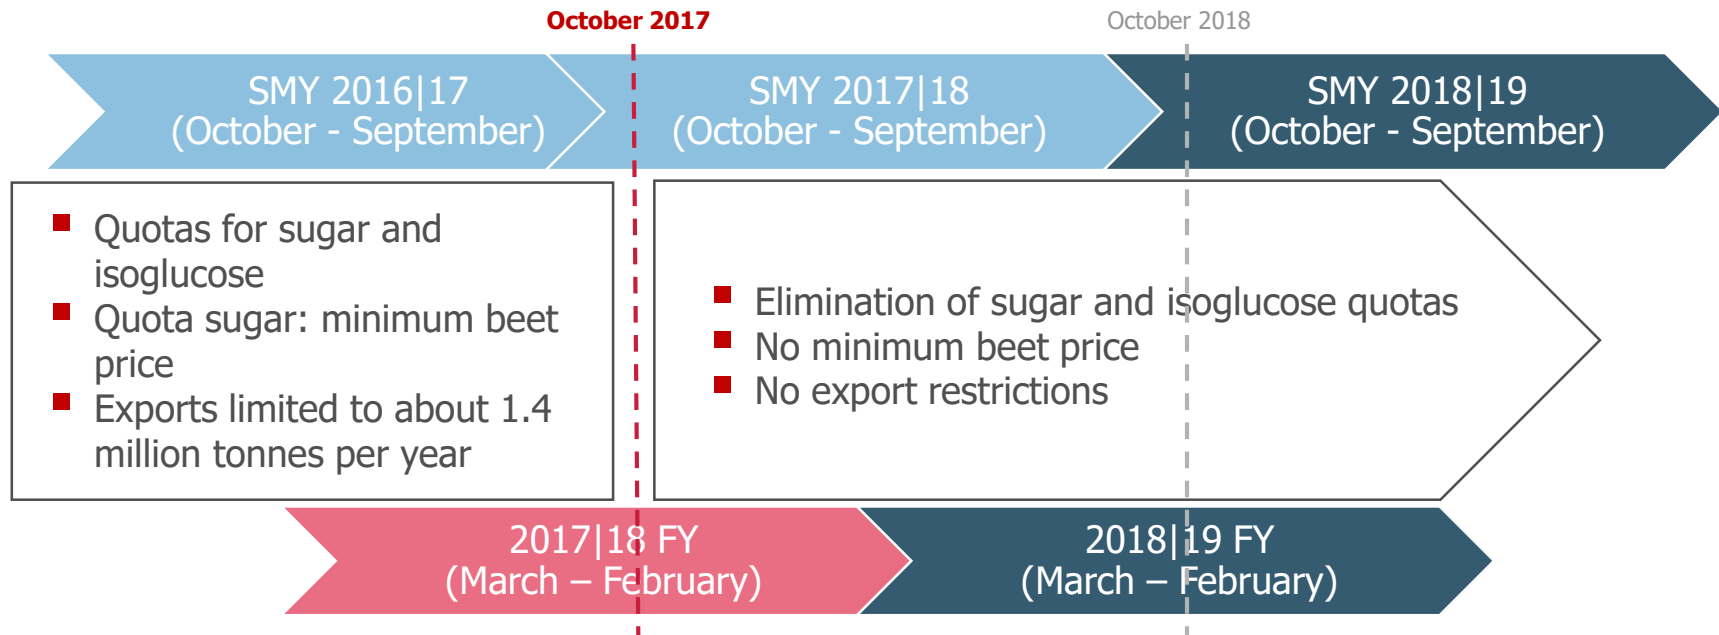 October 2017
October 2018
SMY 2016|17
(October - September)
SMY 2017|18
(October - September)
SMY 2018|19
(October - September)
Quotas for sugar and
isoglucose
Quota sugar: minimum beet
price
Exports limited to about 1.4
million tonnes per year
Elimination of sugar and isoglucose quotas
No minimum beet price
No export restrictions
2017|18 FY
(March – February)
2018|19 FY
(March – February)